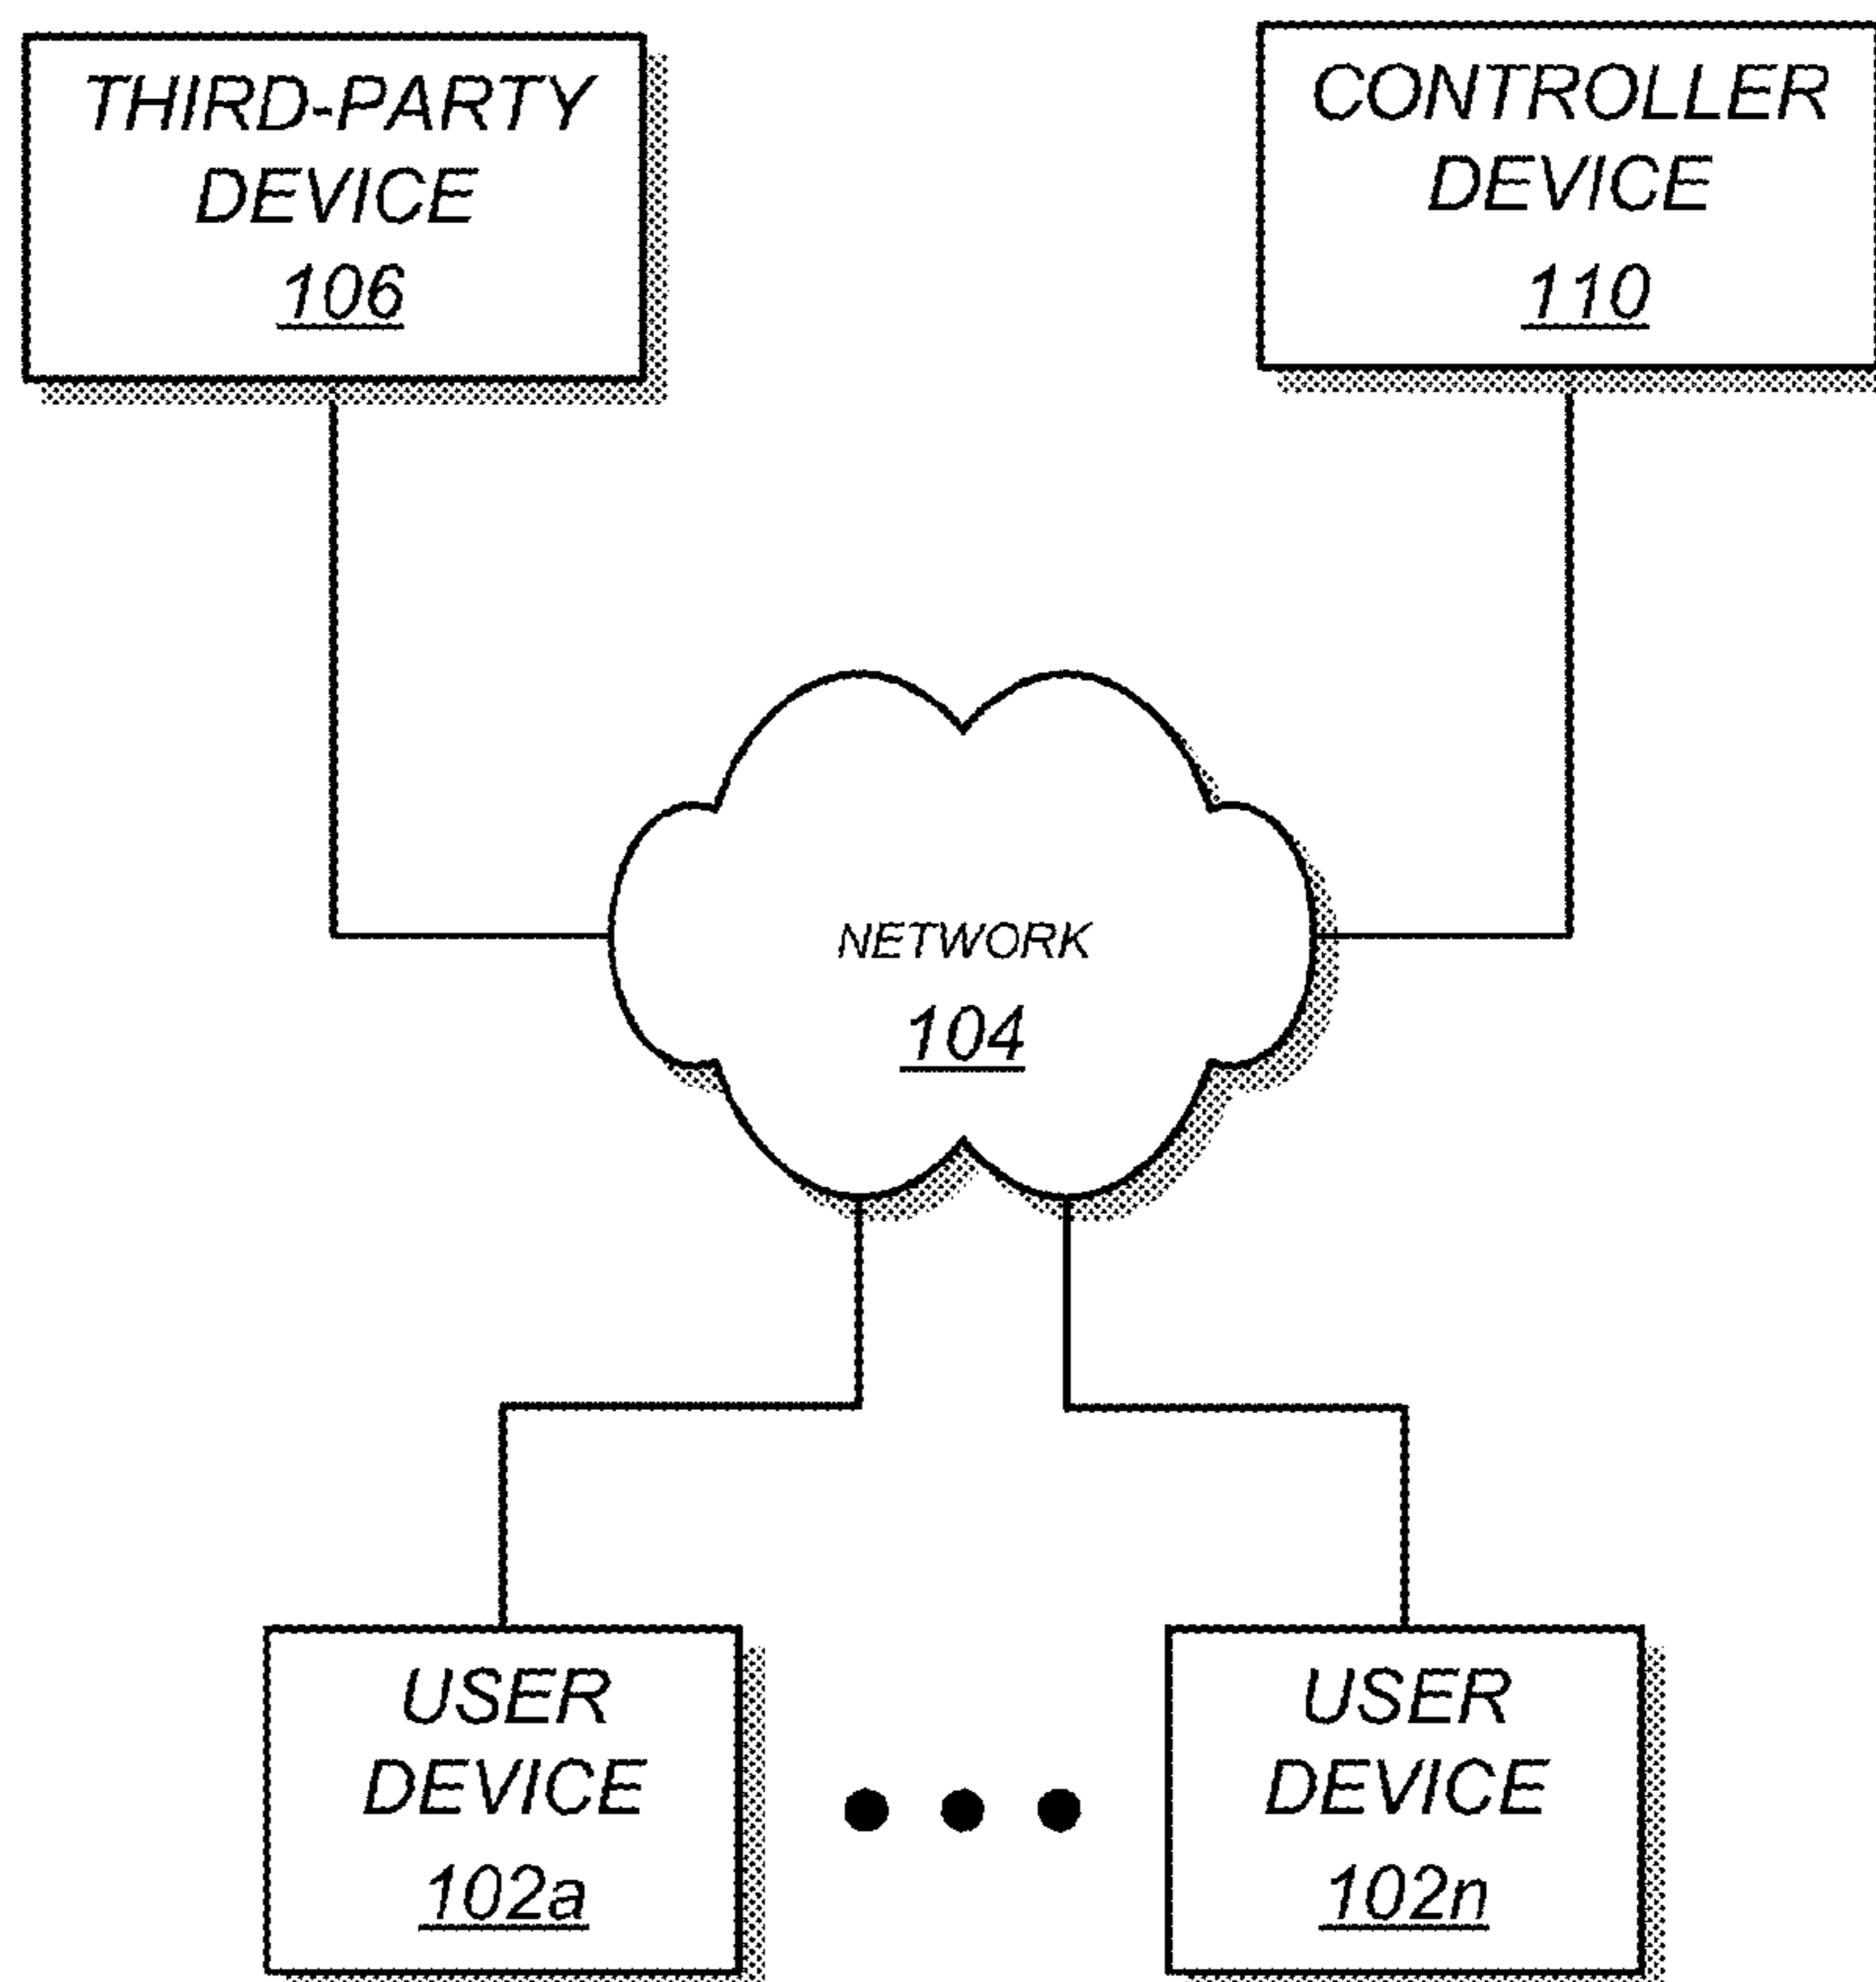 THIRD-PARTY
DEVICE
106
CONTROLLER
DEVICE
110
NETWORK
104
USER
DEVICE
102a
USER
DEVICE
102n